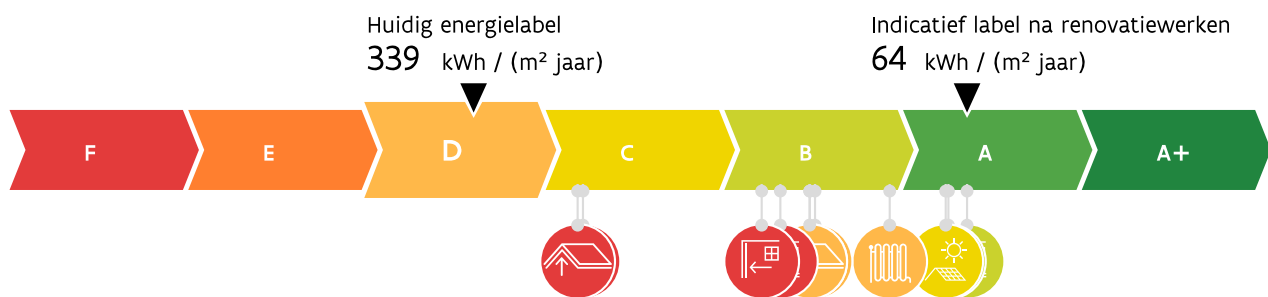 Huidig energielabel
339 kWh / (m² jaar)
Indicatief label na renovatiewerken
64 kWh / (m² jaar)
F E D C B A A+